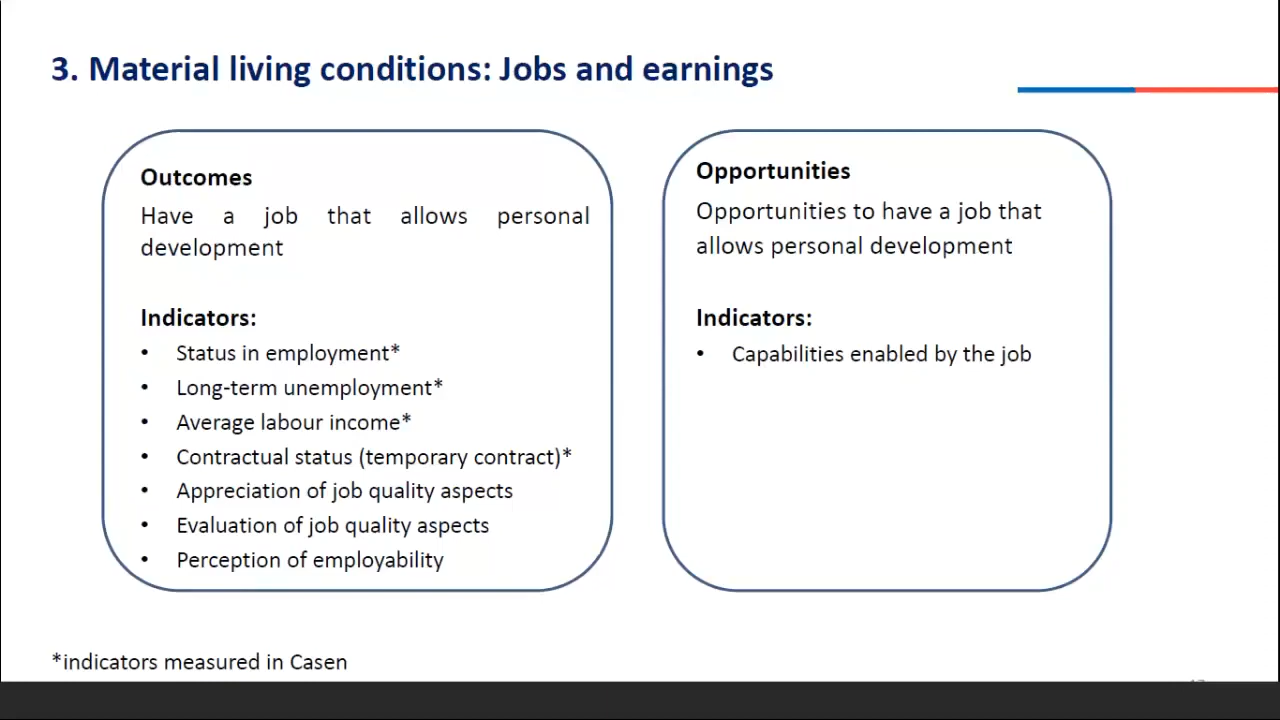 3. Material living conditions: Jobs and earnings
Outcomes
Have a job that allows personal
development
Indicators:
• Status in employment*
• Long-term unemployment*
• Average labour income*
• Contractual status (temporary contract)*
• Appreciation of job quality aspects
• Evaluation of job quality aspects
• Perception of employability
Opportunities
Opportunities to have a job that
allows personal development
Indicators:
• Capabilities enabled by the job
*indicators measured in Casen